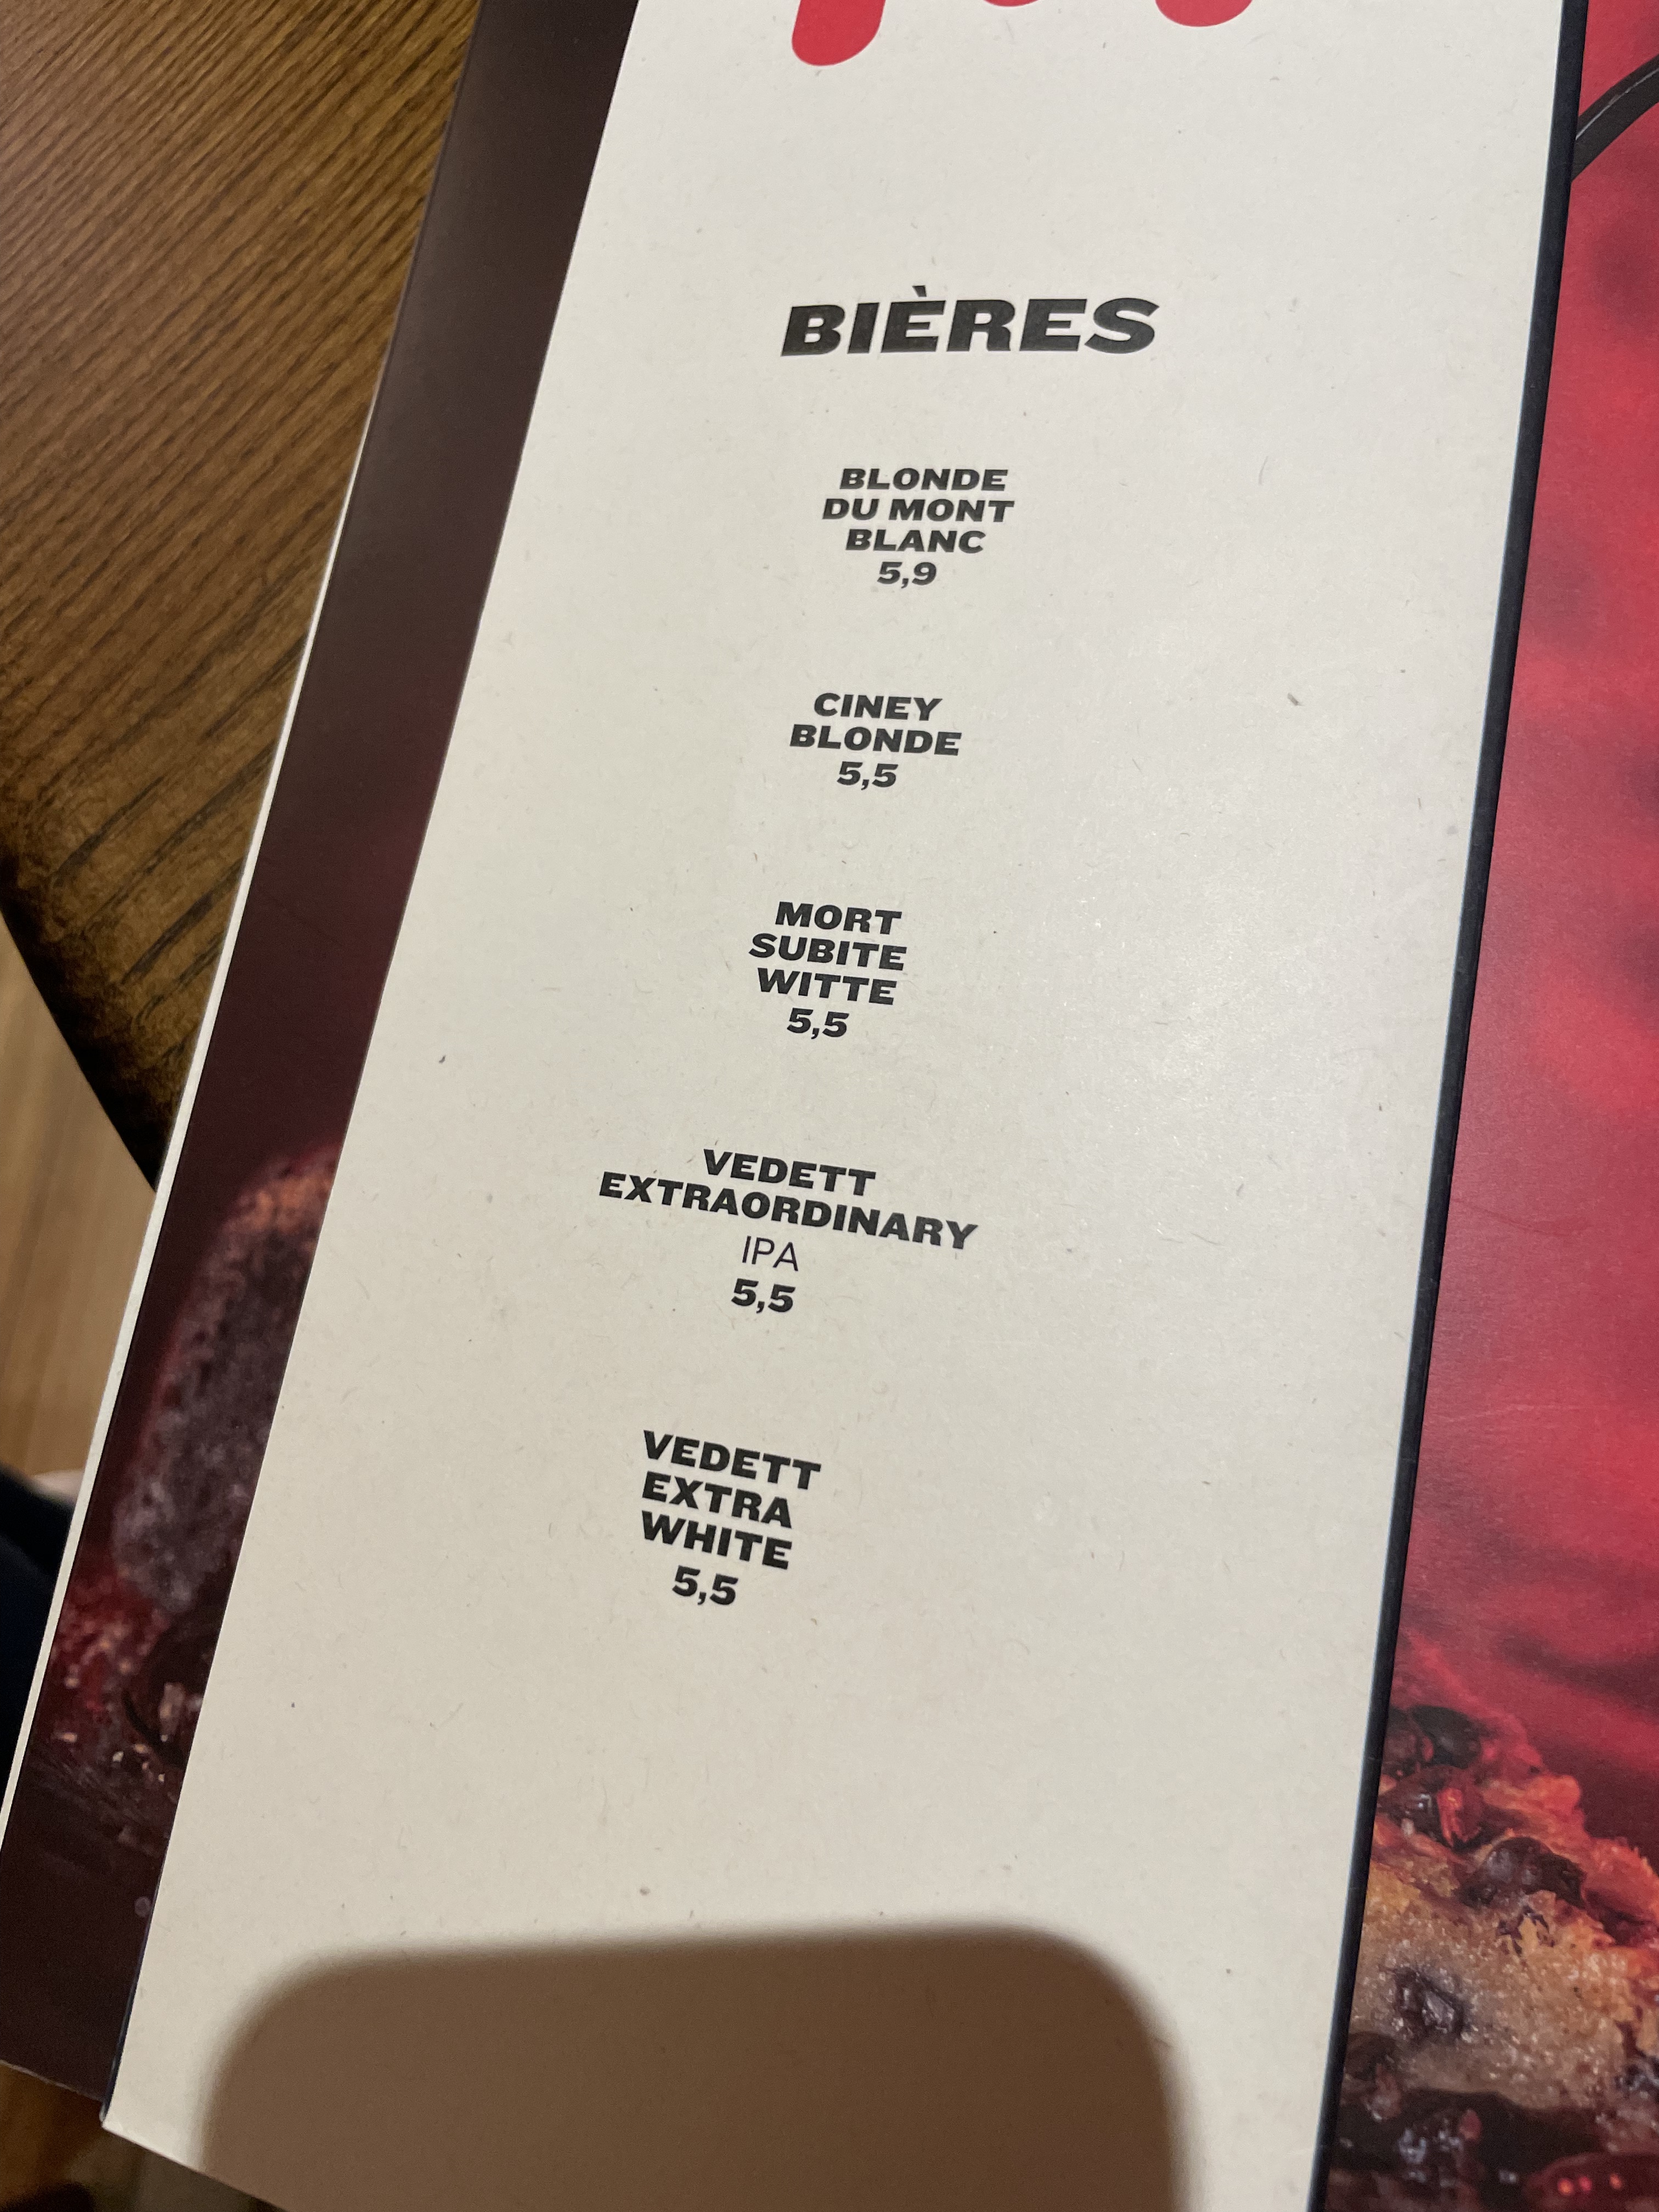 BIÈRES
BLONDE
DU MONT
BLANC
5,9
CINEY
BLONDE
5,5
MORT
SUBITE
WITTE
5,5
VEDETT
EXTRAORDINARY
IPA
5,5
VEDETT
EXTRA
WHITE
5,5